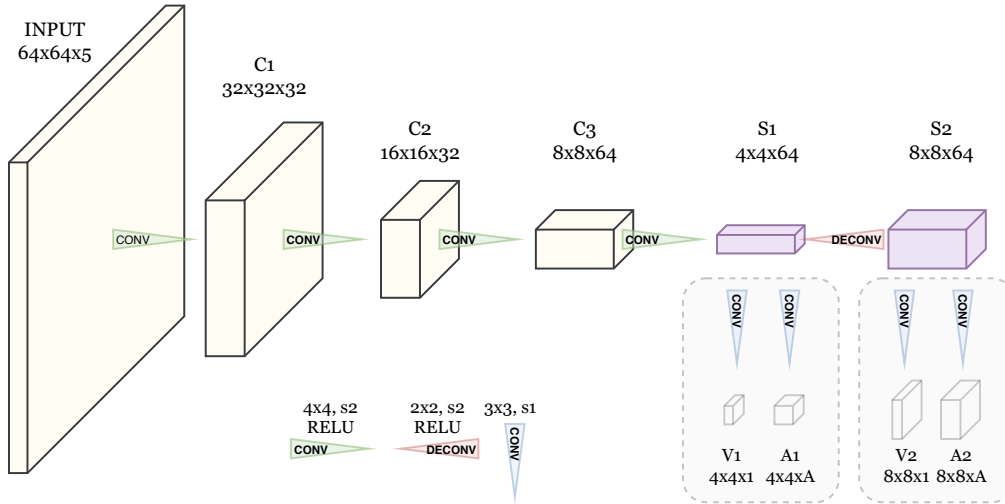 INPUT
64x64x5
C1
32x32x32
C2
16x16x32
C3
8x8x64
S1
4x4x64
S2
8x8x64
CONV
CONV
CONV
CONV
DECONV
CONV
CONV
CONV
CONV
4x4, s2
RELU
CONV
2x2, s2
RELU
DECONV
3x3, s1
CONV
V1
4x4x1
A1
4x4xA
V2
8x8x1
A2
8x8xA